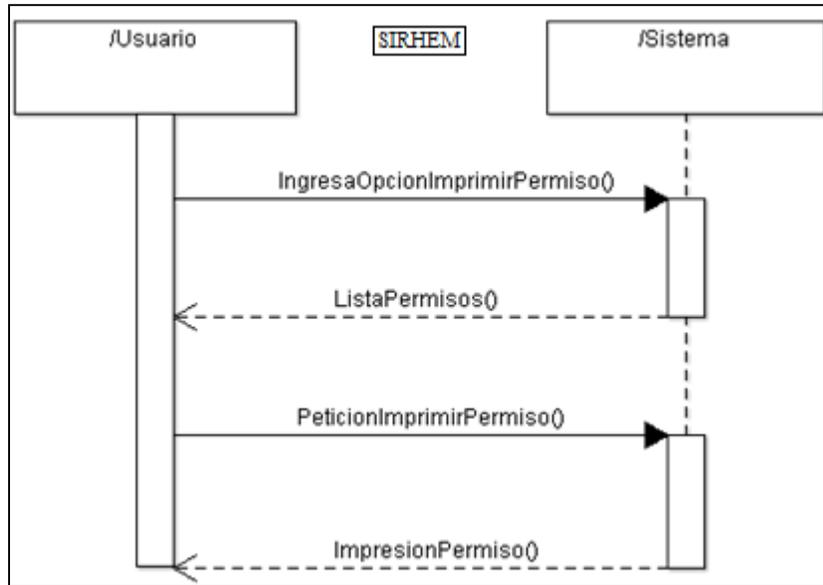 /Usuario
SIRHEM
/Sistema
IngresaOpcionImprimirPermiso()
ListaPermisos()
PeticionImprimirPermiso()
ImpresionPermiso()